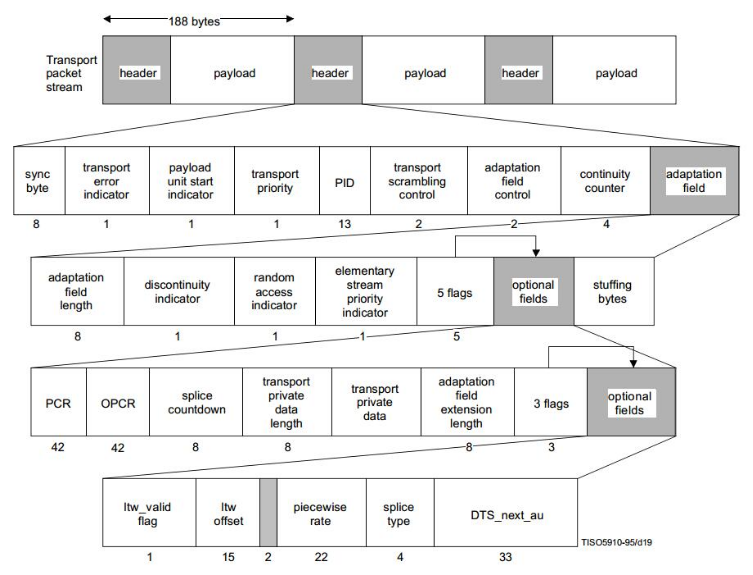 188 bytes
Transport
packet
stream
header
payload
header
payload
header
payload
sync
byte
transport
error
indicator
payload
unit start
indicator
transport
priority
PID
transport
scrambling
control
adaptation
field
control
continuity
counter
adaptation
field
8
1
1
1
13
2
2
4
adaptation
field
length
discontinuity
indicator
random
access
indicator
elementary
stream
priority
indicator
5 flags
optional
fields
stuffing
bytes
8
1
1
1
5
PCR
OPCR
splice
countdown
transport
private
data
length
transport
private
data
adaptation
field
extension
length
3 flags
optional
fields
42
42
8
8
8
3
ltw_valid
flag
ltw
offset
piecewise
rate
splice
type
DTS_next_au
TISO5910-95/d19
1
15
2
22
4
33